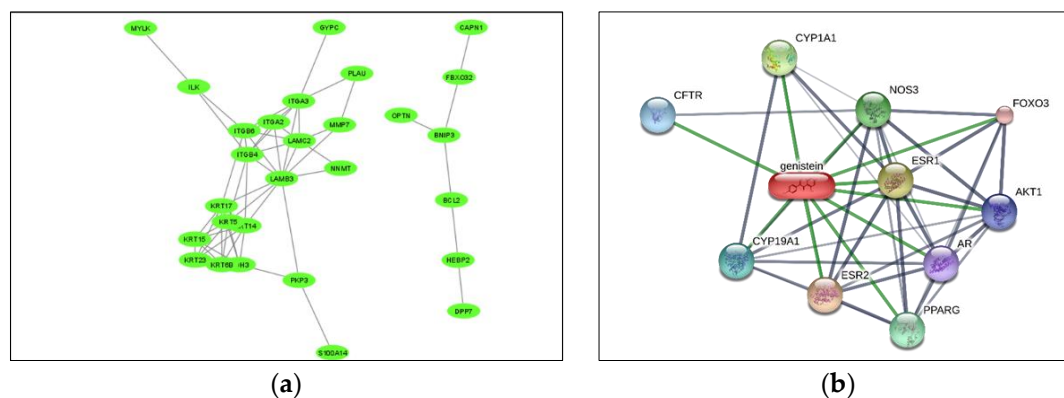 MYLK
GYPC
CAPN1
ILK
PLAU
FBXO32
ITGA3
ITGA2
OPTN
ITGB6
MMP7
BNIP3
LAMC2
ITGB4
NNMT
LAMB3
BCL2
KRT17
KRT5
KRT15
KRT23
KRT6B
HEBP2
PKP3
DPP7
S100A14
(a)
CYP1A1
CFTR
NOS3
FOXO3
genistein
ESR1
AKT1
CYP19A1
AR
ESR2
PPARG
(b)